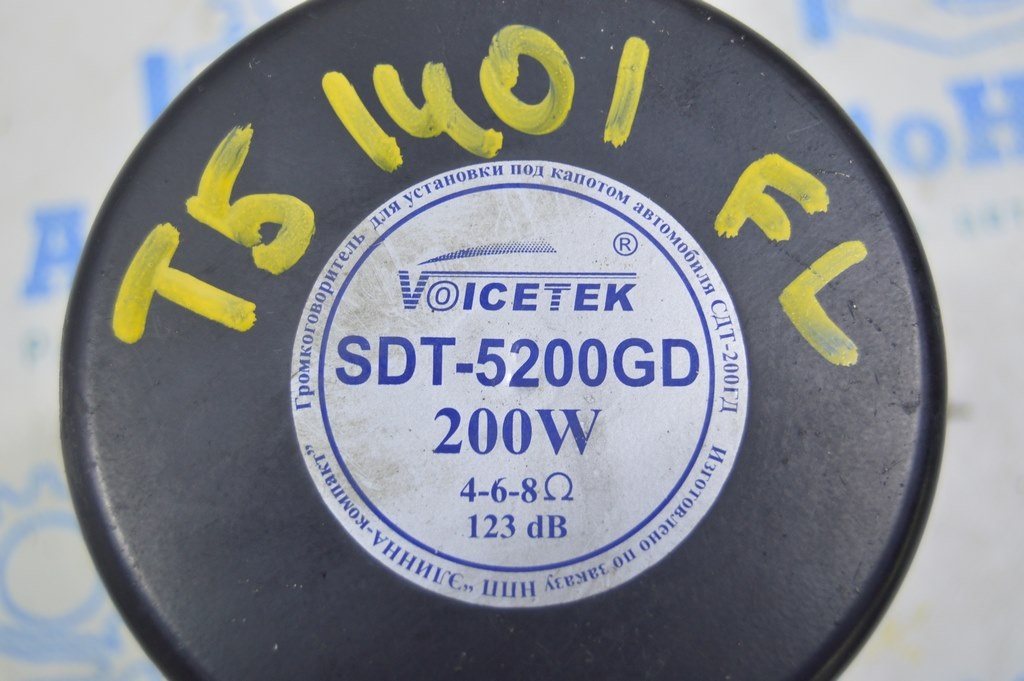 T5 1401 FL
Громкоговоритель для установки под капотом автомобиля СДТ-200ГД
®
VOICETEK
SDT-5200GD
200W
4-6-8Ω
123 dB
Изготовлено по заказу НПП "ЭЛИННА-компакт"